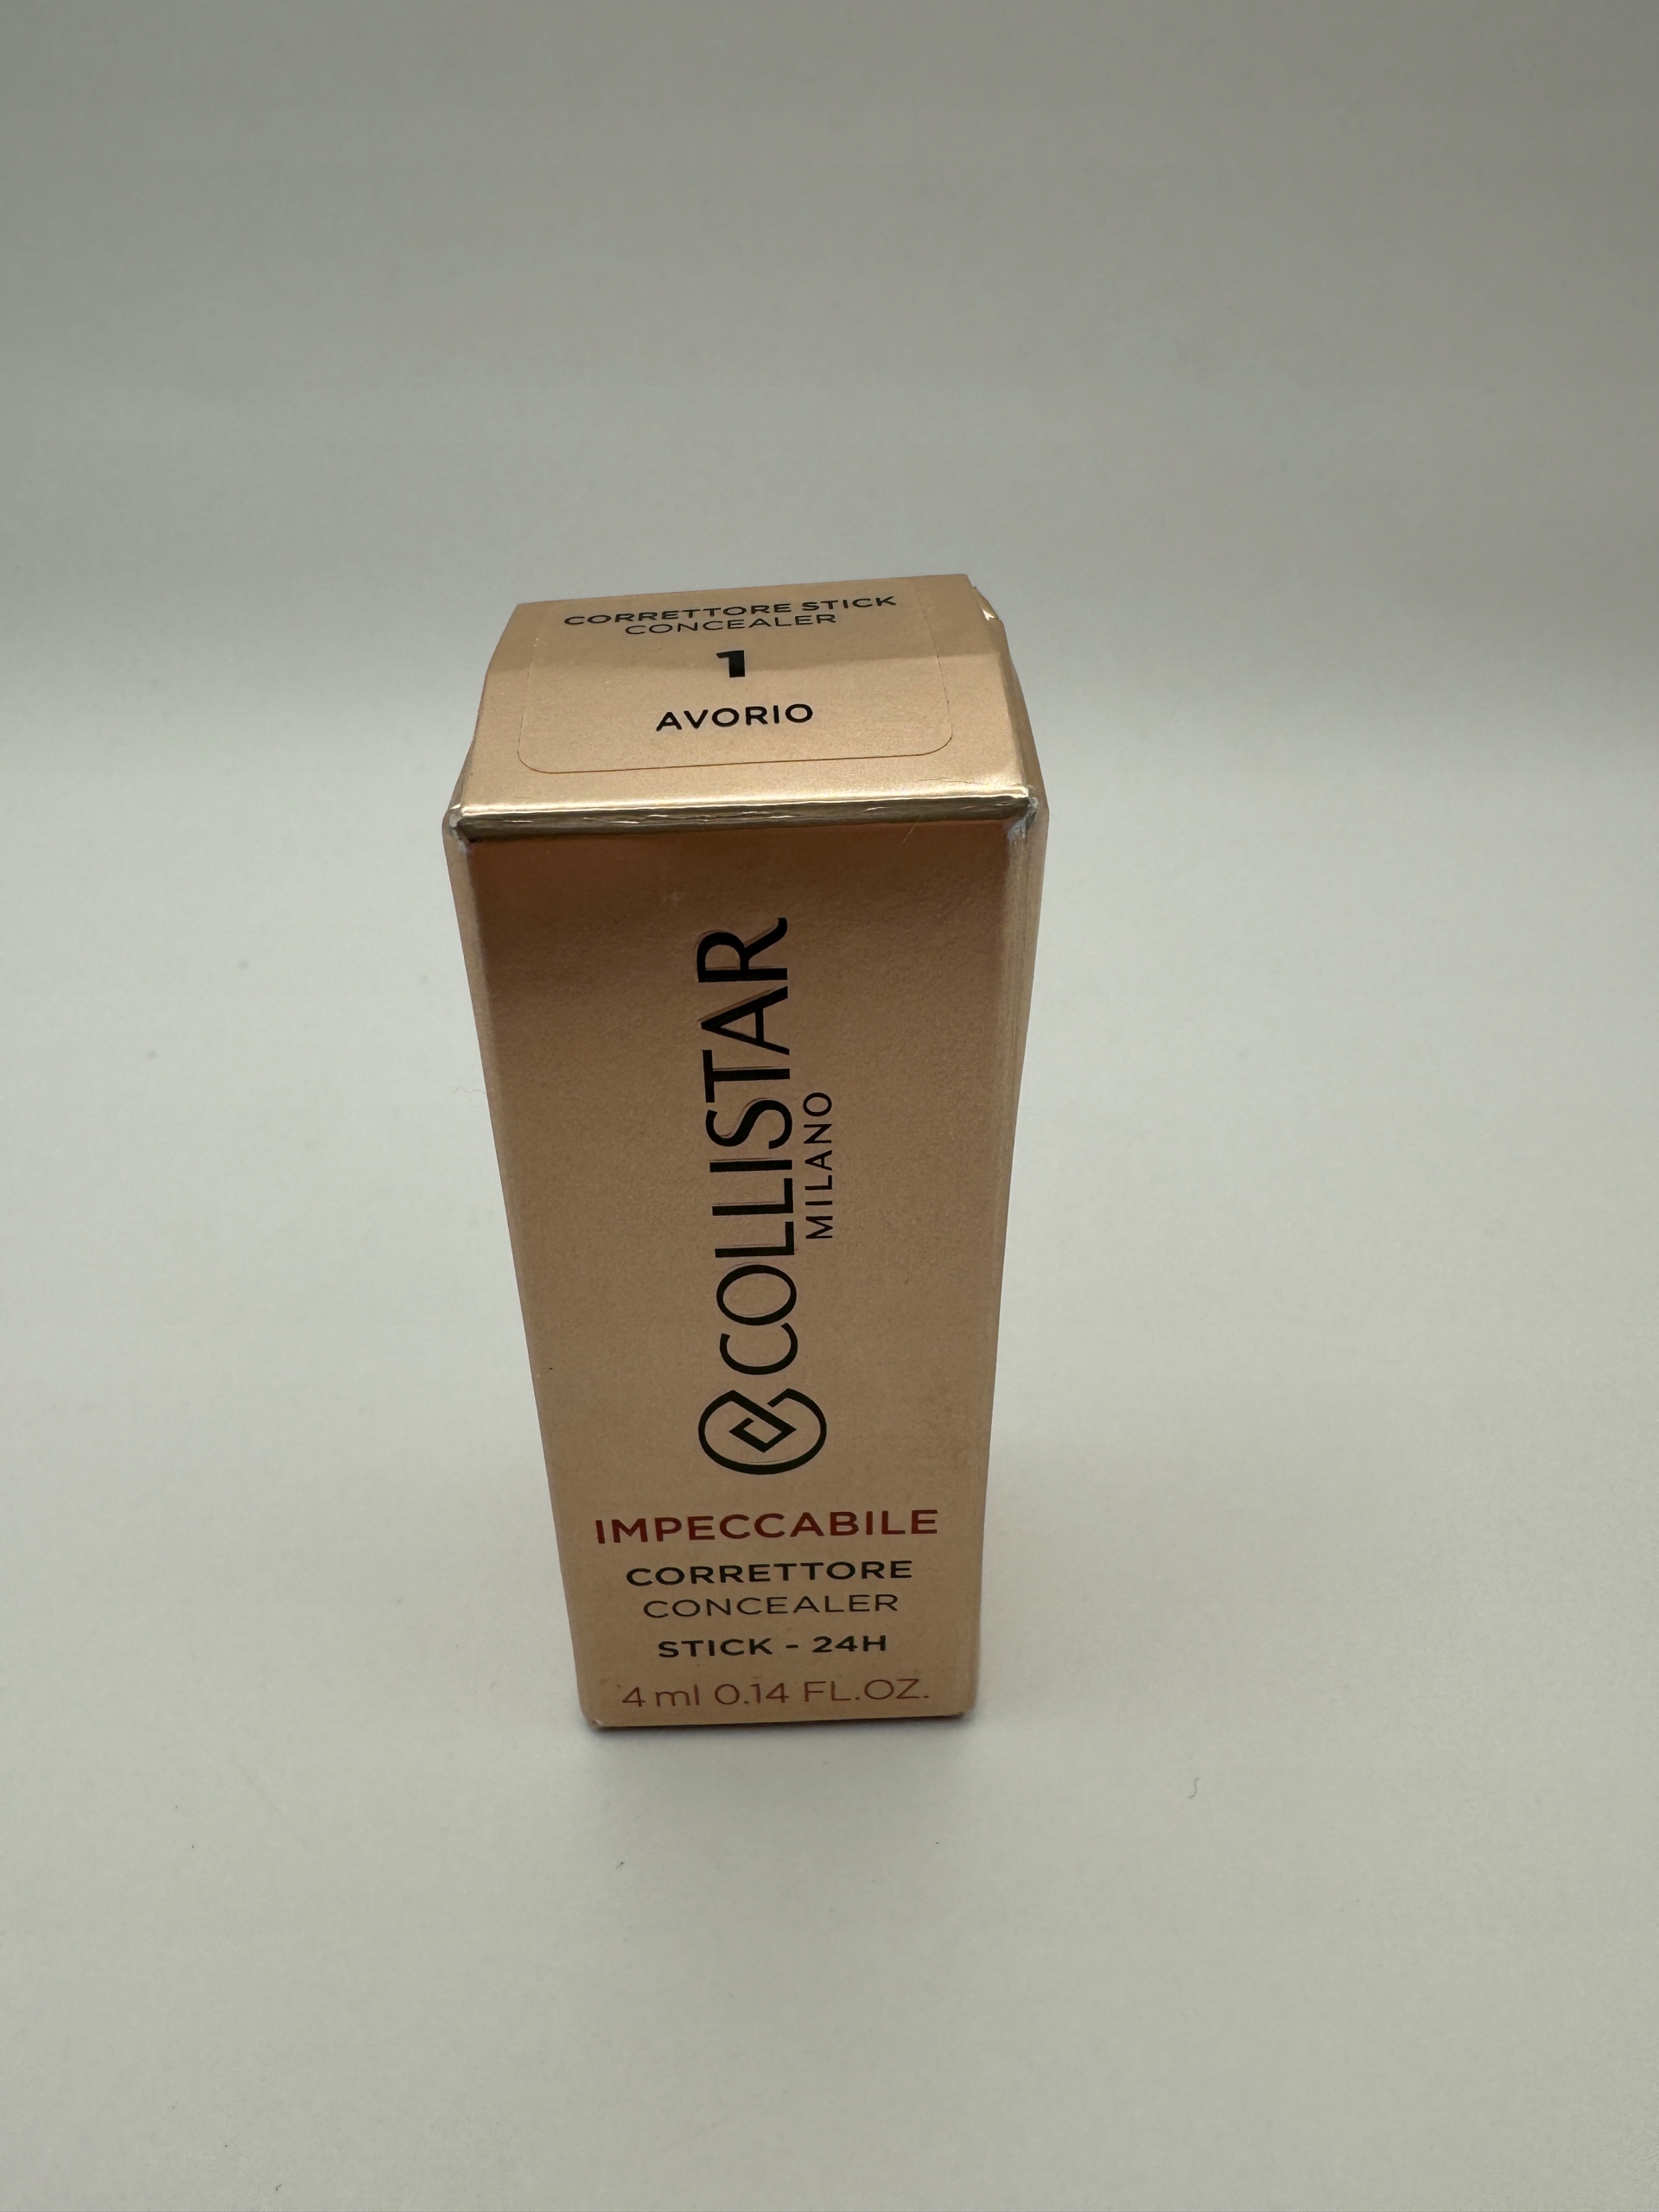 CORRETTORE STICK
CONCEALER
1
AVORIO
COLLISTAR
MILANO
IMPECCABILE
CORRETTORE
CONCEALER
STICK - 24H
4 ml 0.14 FL.OZ.